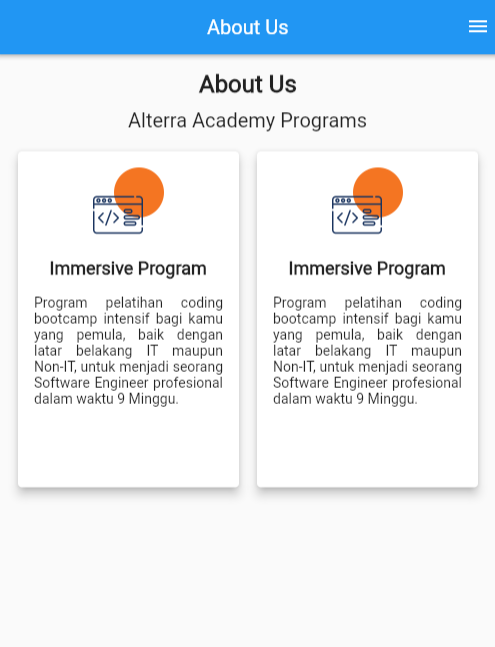 About Us
About Us
Alterra Academy Programs
Immersive Program
Program pelatihan coding
bootcamp intensif bagi kamu
yang pemula, baik dengan
latar belakang IT maupun
Non-IT, untuk menjadi seorang
Software Engineer profesional
dalam waktu 9 Minggu.
Immersive Program
Program pelatihan coding
bootcamp intensif bagi kamu
yang pemula, baik dengan
latar belakang IT maupun
Non-IT, untuk menjadi seorang
Software Engineer profesional
dalam waktu 9 Minggu.